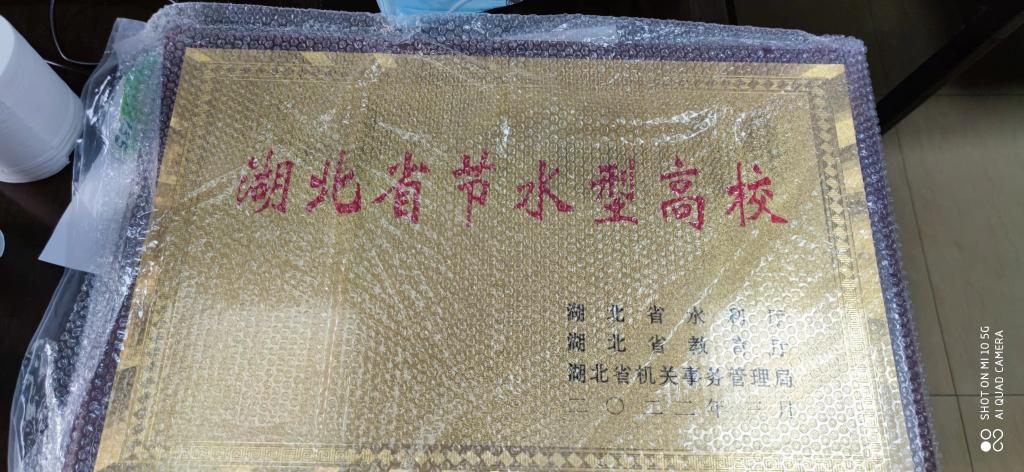 湖北省节水型高校
湖北省水利厅
湖北省教育厅
湖北省机关事务管理局
二〇二二年三月
SHOT ON MI 10 5G
AI QUAD CAMERA